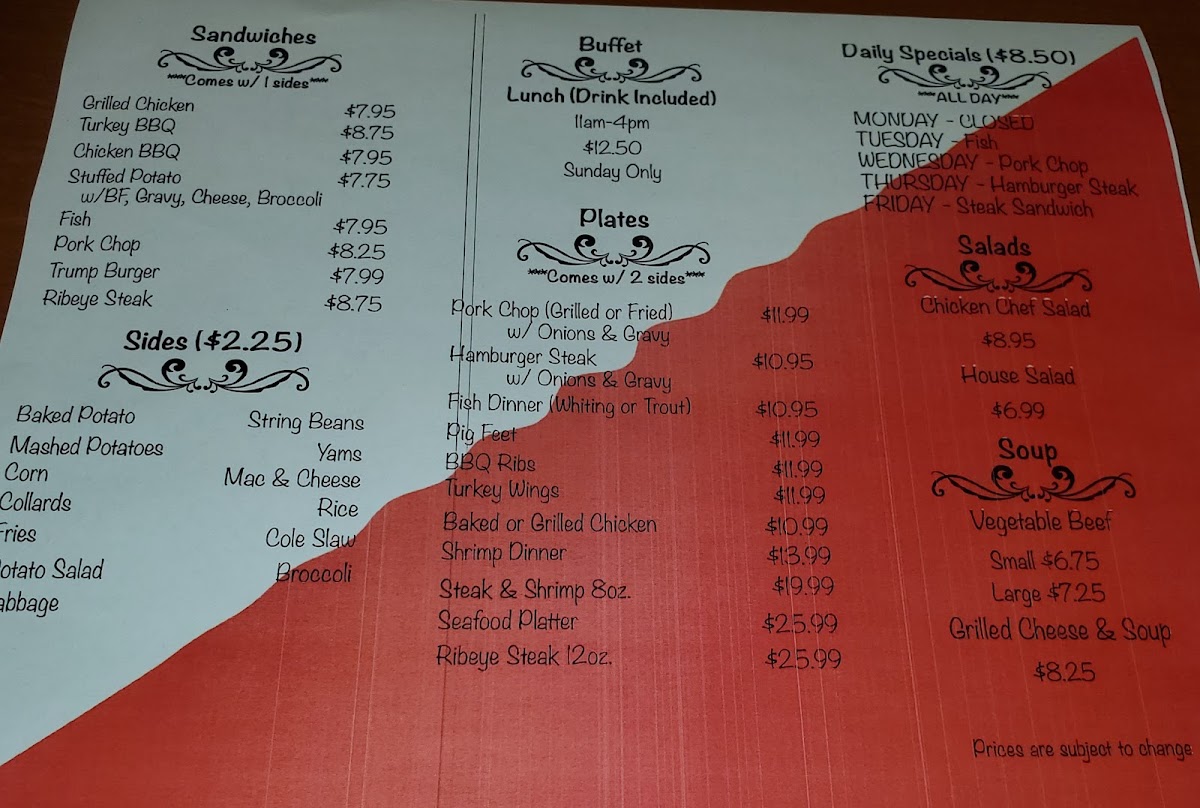 Sandwiches
***Comes w/ 1 sides***
Grilled Chicken $7.95
Turkey BBQ $8.75
Chicken BBQ $7.95
Stuffed Potato $7.75
w/BF, Gravy, Cheese, Broccoli
Fish $7.95
Pork Chop $8.25
Trump Burger $7.99
Ribeye Steak $8.75
Sides ($2.25)
Baked Potato
Mashed Potatoes
Corn
Collards
Fries
otato Salad
abbage
String Beans
Yams
Mac & Cheese
Rice
Cole Slaw
Broccoli
Buffet
Lunch (Drink Included)
11am-4pm
$12.50
Sunday Only
Plates
***Comes w/ 2 sides***
Pork Chop (Grilled or Fried) $11.99
w/ Onions & Gravy
Hamburger Steak $10.95
w/ Onions & Gravy
Fish Dinner (Whiting or Trout) $10.95
Pig Feet $11.99
BBQ Ribs $11.99
Turkey Wings $11.99
Baked or Grilled Chicken $10.99
Shrimp Dinner $13.99
Steak & Shrimp 8oz. $19.99
Seafood Platter $25.99
Ribeye Steak 12oz. $25.99
Daily Specials ($8.50)
***ALL DAY***
MONDAY - CLOSED
TUESDAY - Fish
WEDNESDAY - Pork Chop
THURSDAY - Hamburger Steak
FRIDAY - Steak Sandwich
Salads
Chicken Chef Salad
$8.95
House Salad
$6.99
Soup
Vegetable Beef
Small $6.75
Large $7.25
Grilled Cheese & Soup
$8.25
Prices are subject to change